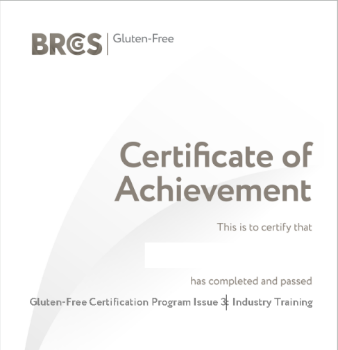 BRCGS Gluten-Free
Certificate of
Achievement
This is to certify that
has completed and passed
Gluten-Free Certification Program Issue 3: Industry Training